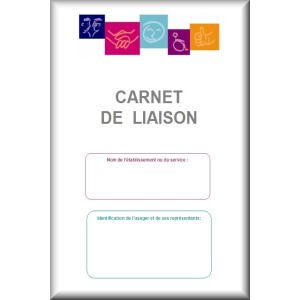 CARNET
DE LIAISON
Nom de l'établissement ou du service :
Identification de l'usager et de ses représentants: